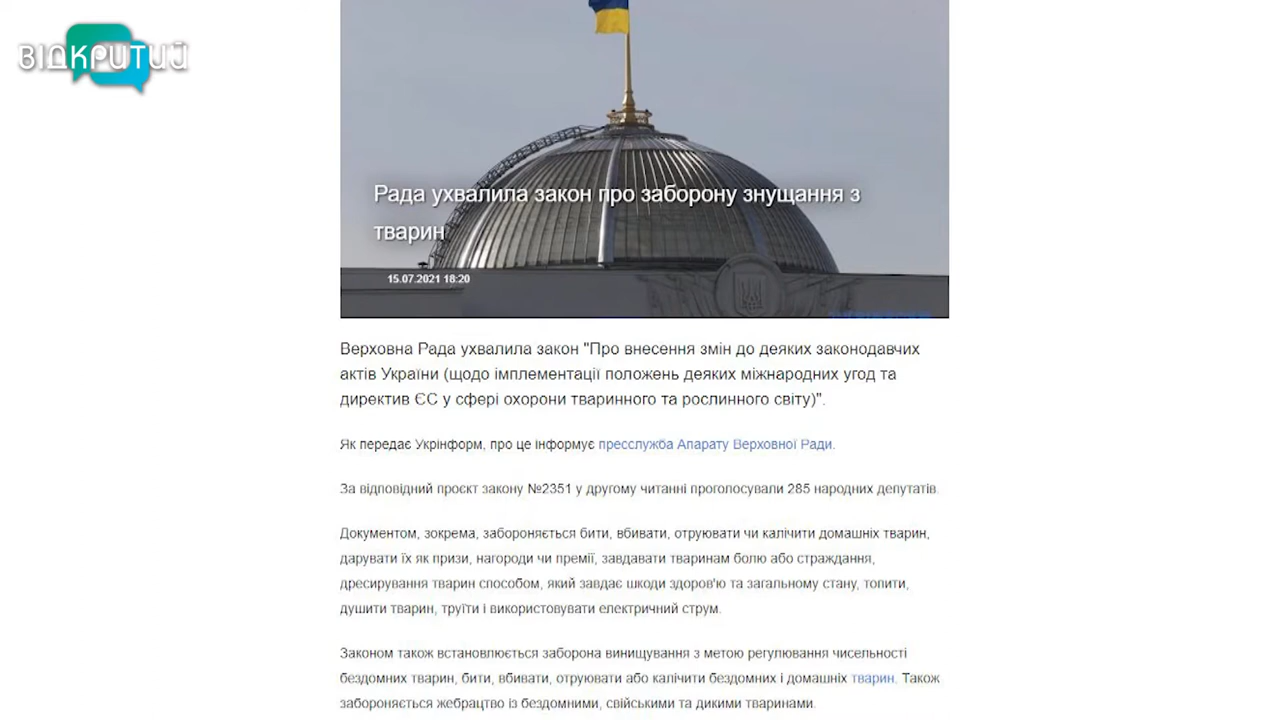 ВІДКРИТИЙ
Рада ухвалила закон про заборону знущання з
тварин
15.07.2021 18:20
Верховна Рада ухвалила закон "Про внесення змін до деяких законодавчих
актів України (щодо імплементації положень деяких міжнародних угод та
директив ЄС у сфері охорони тваринного та рослинного світу)".
Як передає Укрінформ, про це інформує пресслужба Апарату Верховної Ради.
За відповідний проєкт закону №2351 у другому читанні проголосували 285 народних депутатів.
Документом, зокрема, забороняється бити, вбивати, отруювати чи калічити домашніх тварин,
дарувати їх як призи, нагороди чи премії, завдавати тваринам болю або страждання,
дресирування тварин способом, який завдає шкоди здоров'ю та загальному стану, топити,
душити тварин, труїти і використовувати електричний струм.
Законом також встановлюється заборона винищування з метою регулювання чисельності
бездомних тварин, бити, вбивати, отруювати або калічити бездомних і домашніх тварин. Також
забороняється жебрацтво із бездомними, свійськими та дикими тваринами.